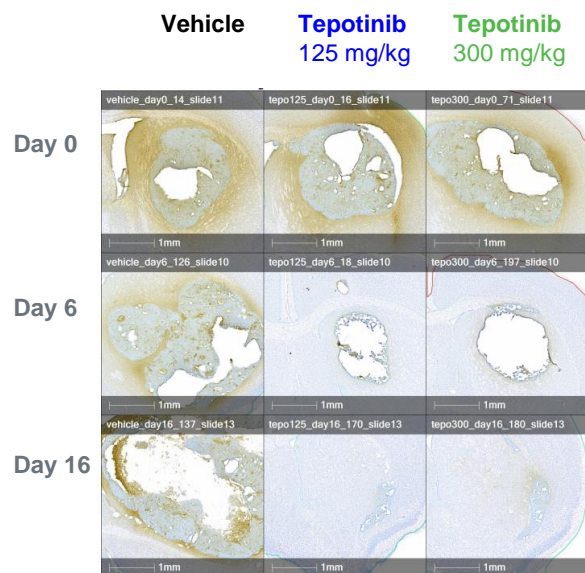 Vehicle Tepotinib Tepotinib
125 mg/kg 300 mg/kg
vehicle_day0_14_slide11 tepo125_day0_16_slide11 tepo300_day0_71_slide11
Day 0
1mm 1mm 1mm
vehicle_day6_126_slide10 tepo125_day6_18_slide10 tepo300_day6_197_slide10
Day 6
1mm 1mm 1mm
vehicle_day16_137_slide13 tepo125_day16_170_slide13 tepo300_day16_180_slide13
Day 16
1mm 1mm 1mm